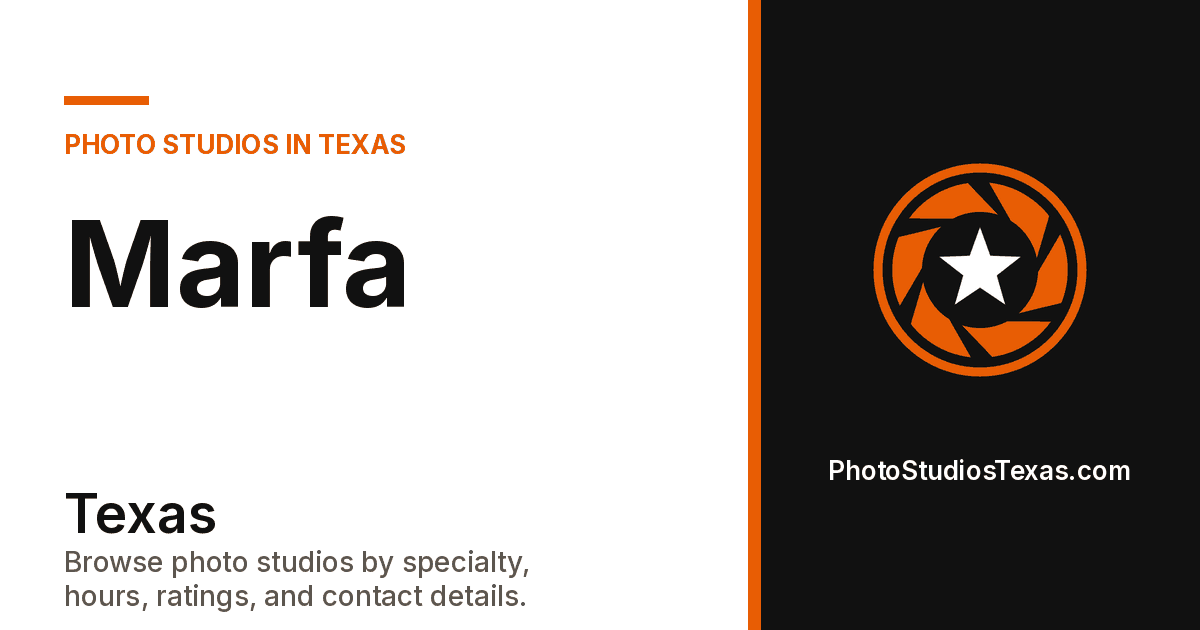 PHOTO STUDIOS IN TEXAS
Marfa
Texas
Browse photo studios by specialty,
hours, ratings, and contact details.
PhotoStudiosTexas.com